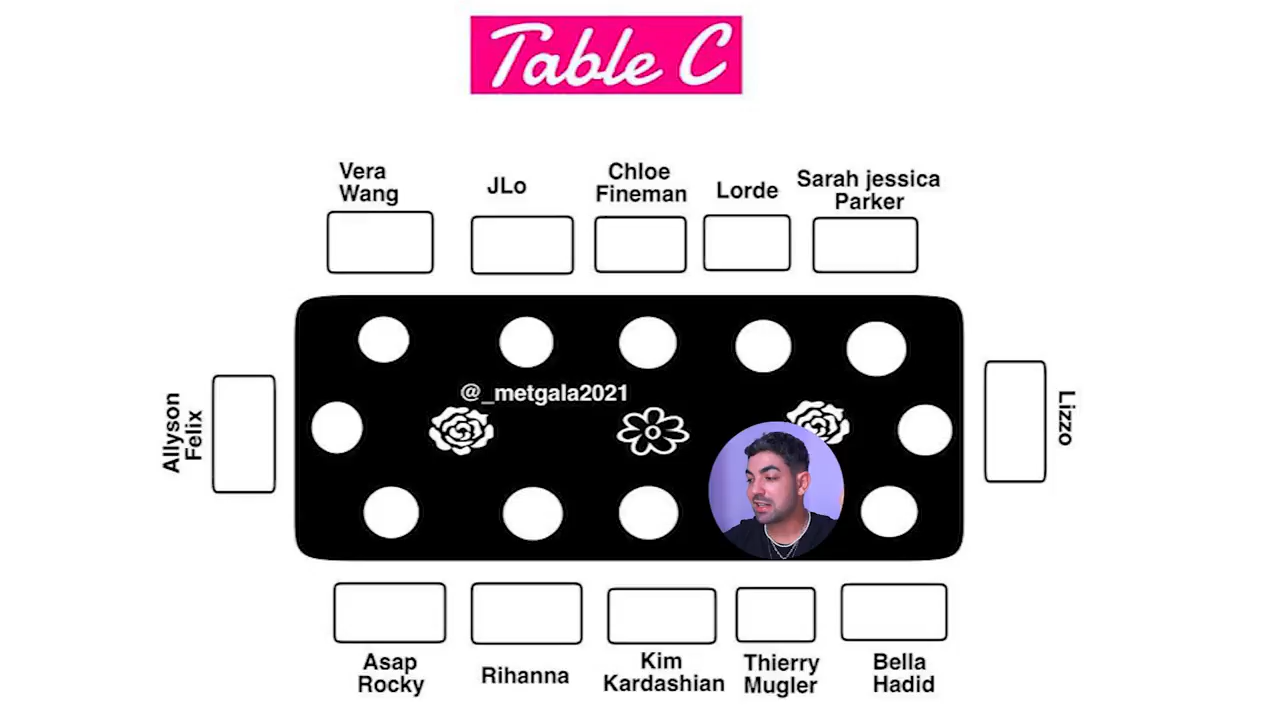 Table C
Vera
Wang
JLo
Chloe
Fineman
Lorde
Sarah jessica
Parker
@_metgala2021
Allyson
Felix
Lizzo
Asap
Rocky
Rihanna
Kim
Kardashian
Thierry
Mugler
Bella
Hadid